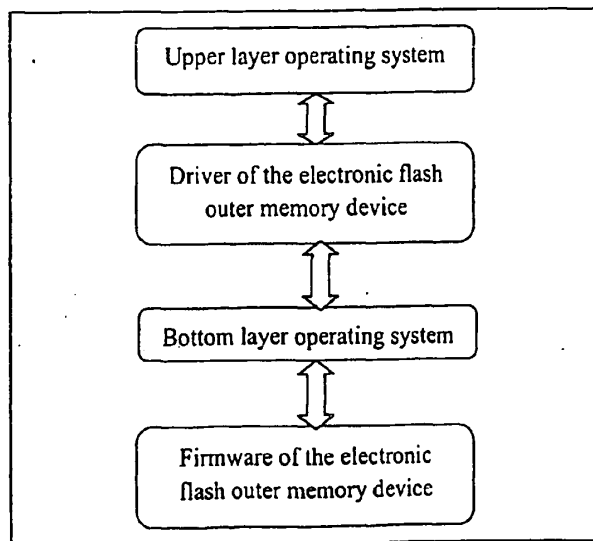 Upper layer operating system
Driver of the electronic flash
outer memory device
Bottom layer operating system
Firmware of the electronic
flash outer memory device